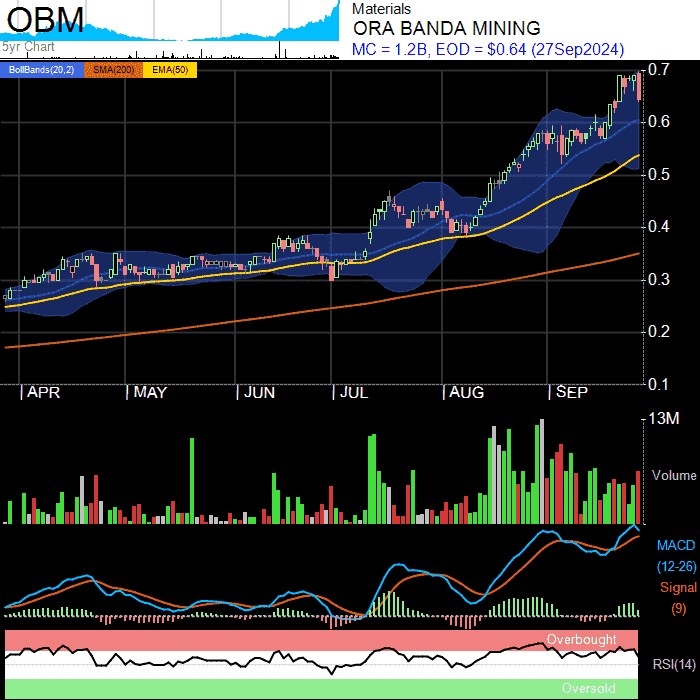 OBM
5yr Chart
Materials
ORA BANDA MINING
MC = 1.2B, EOD = $0.64 (27Sep2024)
BollBands(20,2) SMA(200) EMA(50)
0.7
0.6
0.5
0.4
0.3
0.2
0.1
| APR | MAY | JUN | JUL | AUG | SEP
13M
Volume
MACD
(12-26)
Signal
(9)
Overbought
RSI(14)
Oversold